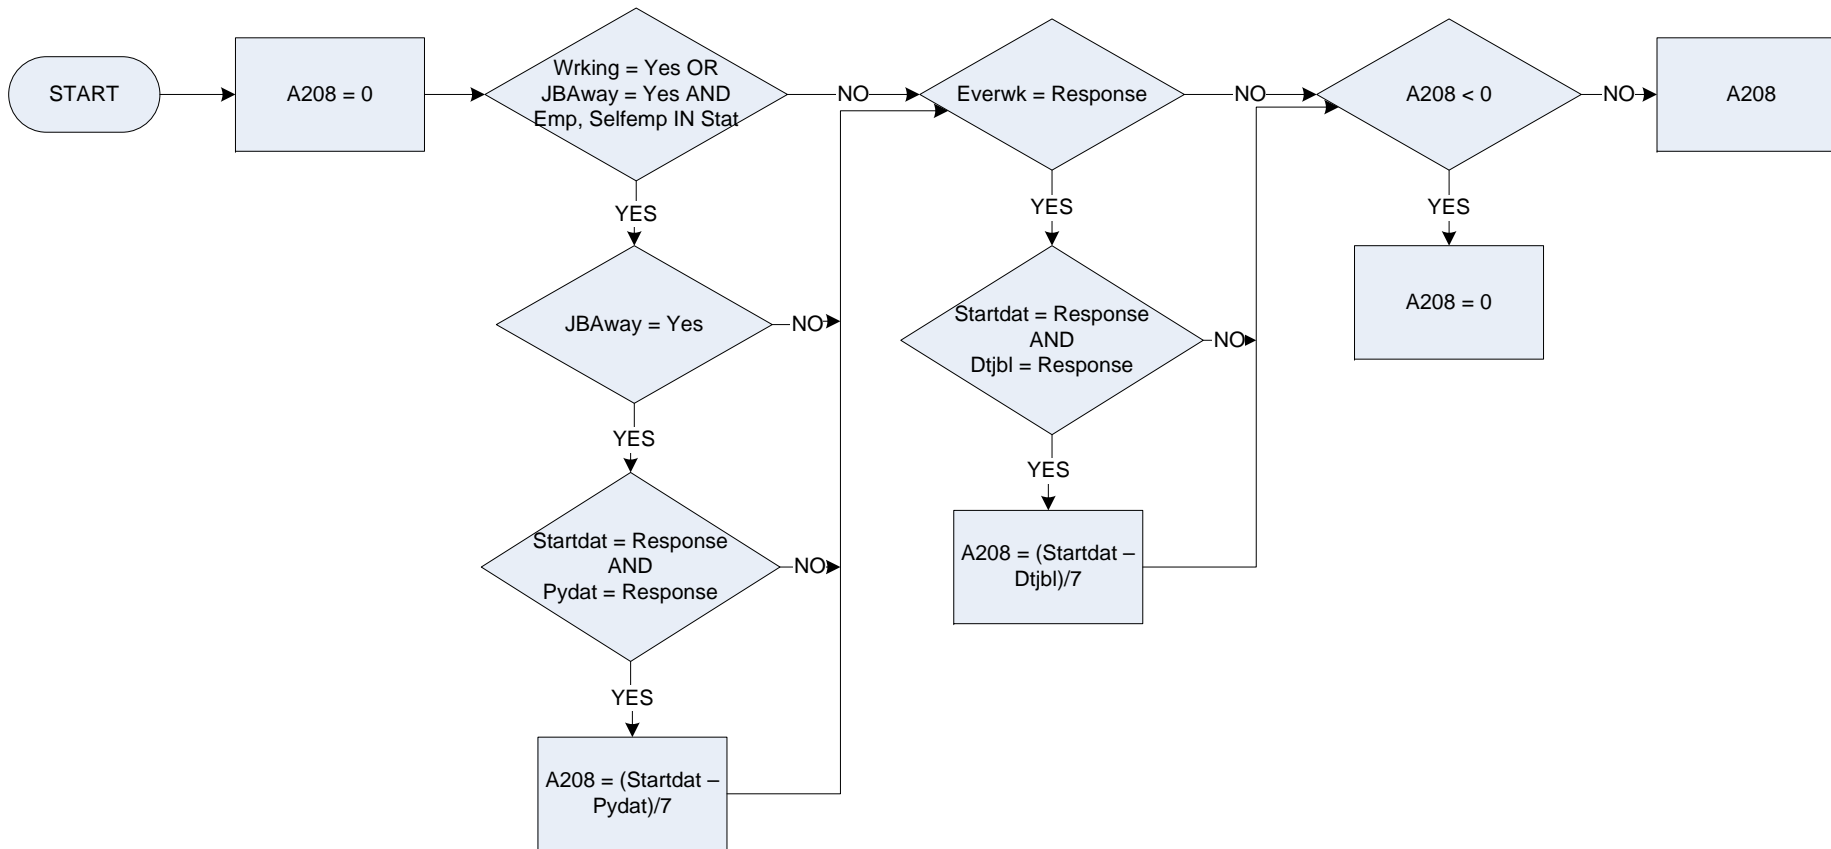 START
A208 = 0
Wrking = Yes OR
JBAway = Yes AND
Emp, Selfemp IN Stat
NO
Everwk = Response
NO
A208 < 0
NO
A208
YES
YES
YES
JBAway = Yes
NO
Startdat = Response
AND
Dtjbl = Response
NO
A208 = 0
YES
YES
Startdat = Response
AND
Pydat = Response
NO
A208 = (Startdat –
Dtjbl)/7
YES
A208 = (Startdat –
Pydat)/7